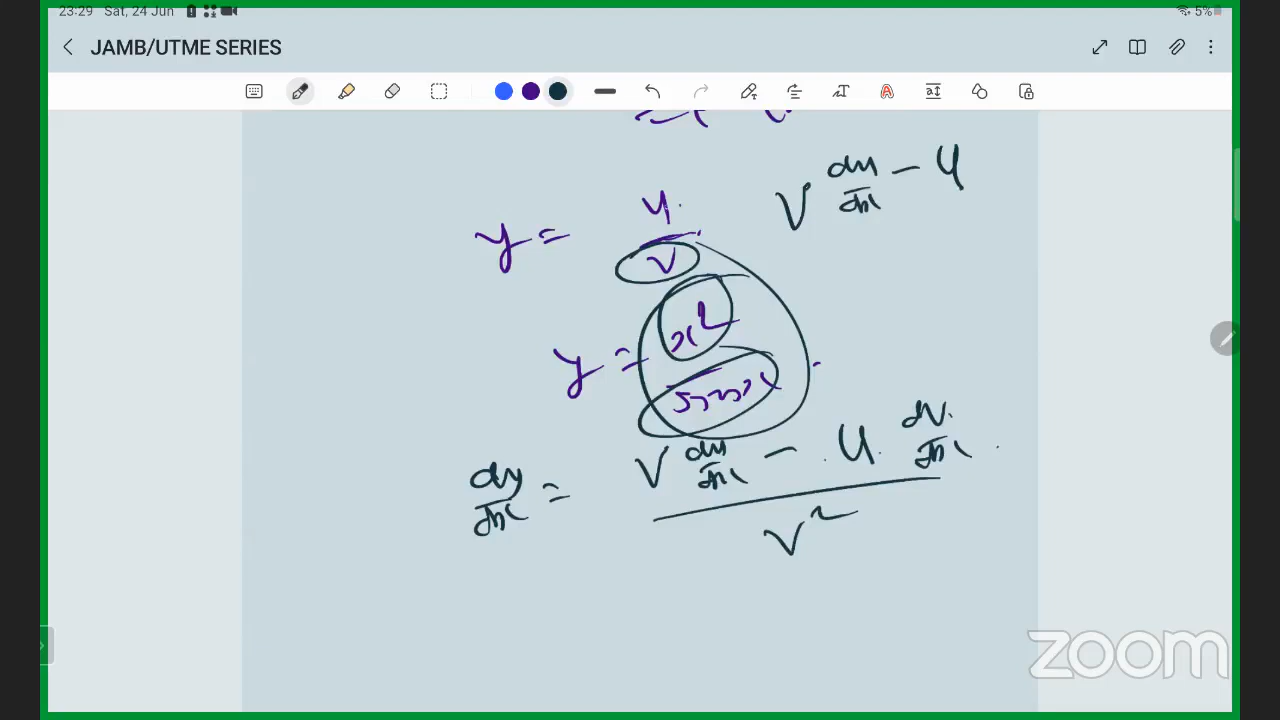 23:29 Sat, 24 Jun
5%
JAMB/UTME SERIES
y = u/v
v du/dx - u
y = x²/sinx
dy/dx = (v du/dx - u dv/dx)/v²
zoom